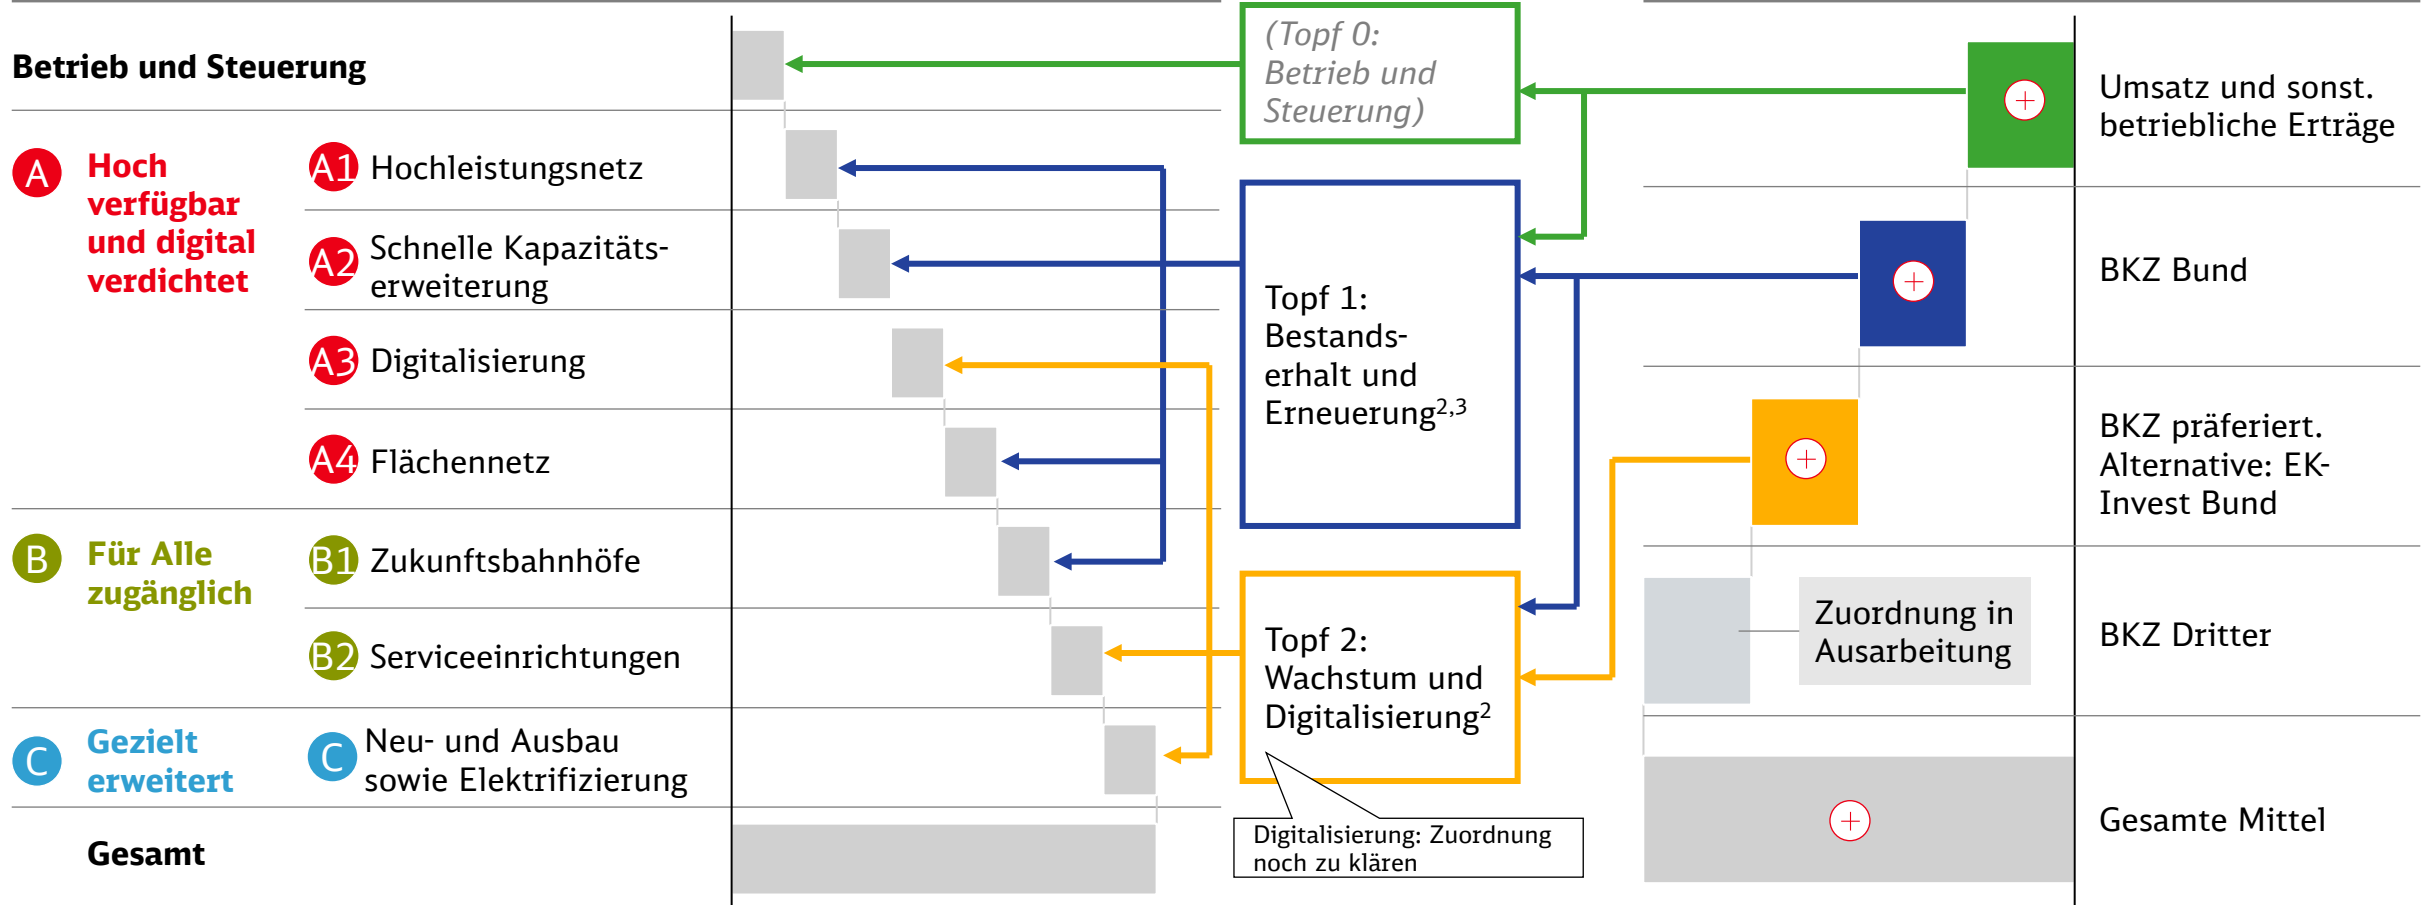 Betrieb und Steuerung
A
Hoch
verfügbar
und digital
verdichtet
A1 Hochleistungsnetz
A2 Schnelle Kapazitäts-
erweiterung
A3 Digitalisierung
A4 Flächennetz
B
Für Alle
zugänglich
B1 Zukunftsbahnhöfe
B2 Serviceeinrichtungen
C
Gezielt
erweitert
C Neu- und Ausbau
sowie Elektrifizierung
Gesamt
(Topf 0:
Betrieb und
Steuerung)
Topf 1:
Bestands-
erhalt und
Erneuerung2,3
Topf 2:
Wachstum und
Digitalisierung2
Digitalisierung: Zuordnung
noch zu klären
+
Umsatz und sonst.
betriebliche Erträge
+
BKZ Bund
+
BKZ präferiert.
Alternative: EK-
Invest Bund
Zuordnung in
Ausarbeitung
BKZ Dritter
+
Gesamte Mittel